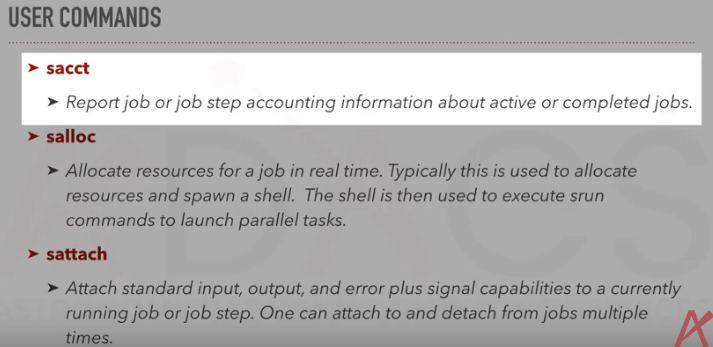 USER COMMANDS
➤ sacct
➤ Report job or job step accounting information about active or completed jobs.
➤ salloc
➤ Allocate resources for a job in real time. Typically this is used to allocate
resources and spawn a shell. The shell is then used to execute srun
commands to launch parallel tasks.
➤ sattach
➤ Attach standard input, output, and error plus signal capabilities to a currently
running job or job step. One can attach to and detach from jobs multiple
times.
ADACS